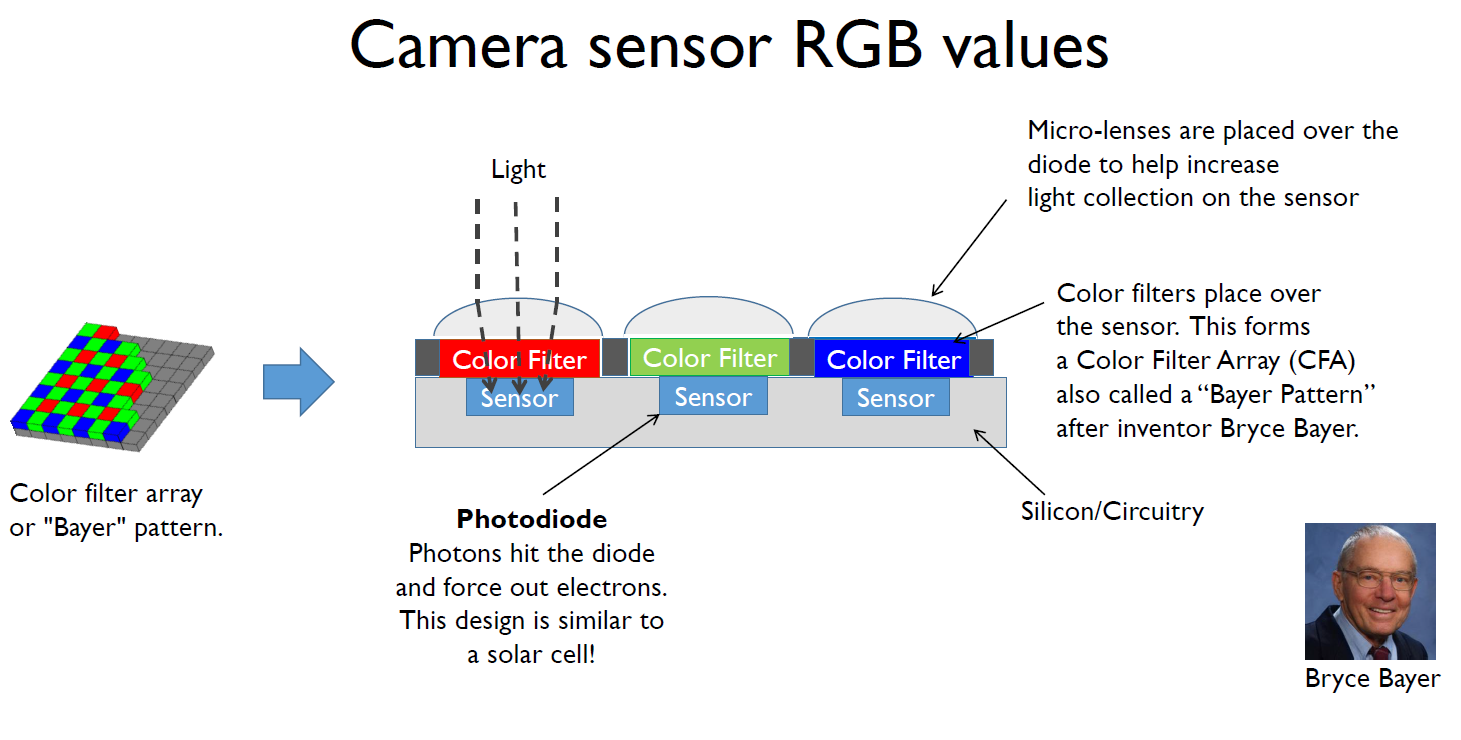 Camera sensor RGB values
Light
Micro-lenses are placed over the
diode to help increase
light collection on the sensor
Color filters place over
the sensor. This forms
a Color Filter Array (CFA)
also called a “Bayer Pattern”
after inventor Bryce Bayer.
Color Filter
Color Filter
Color Filter
Sensor
Sensor
Sensor
Color filter array
or "Bayer" pattern.
Photodiode
Photons hit the diode
and force out electrons.
This design is similar to
a solar cell!
Silicon/Circuitry
Bryce Bayer